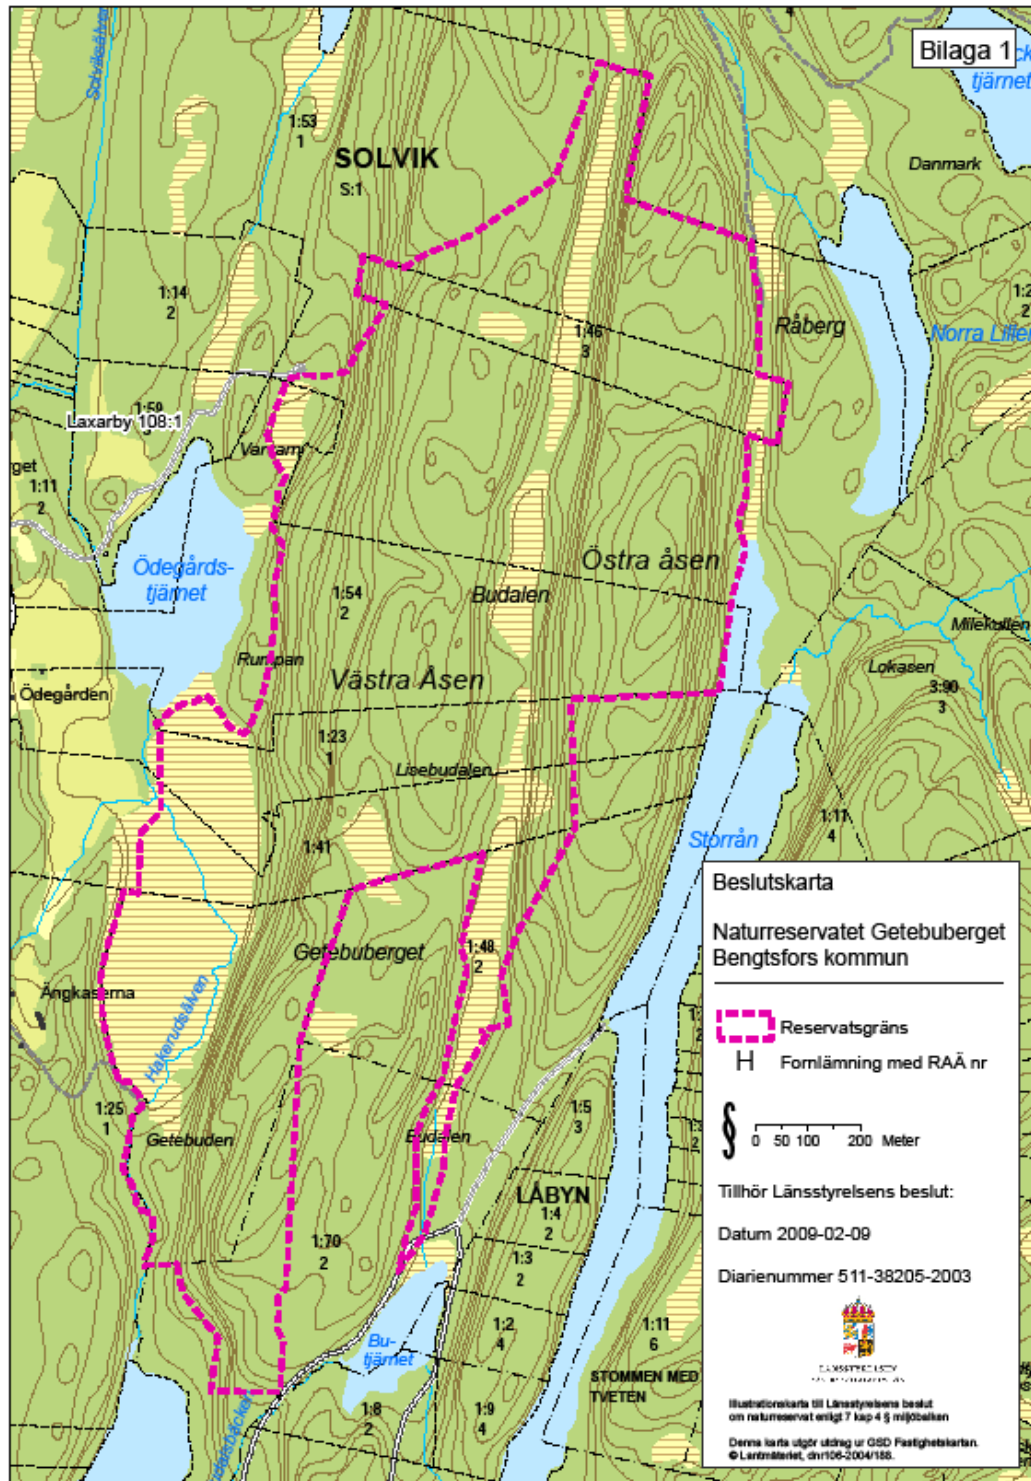 Bilaga 1
tjärnet
Solviksälven
1:53
1
SOLVIK
S:1
Danmark
4
1:14
2
1:46
3
Råberg
Norra Liller
Laxarby 108:1
1:11
2
Ödegårds-
tjärnet
1:54
2
Budalen
Östra åsen
Milekullen
Lokasen
3:90
3
Rumpan
Västra Åsen
Ödegården
1:23
1
Lisebudalen
1:41
Storrån
1:11
4
Getebuberget
1:48
2
Ängkaserna
Hakerudsälven
1:25
1
Getebuden
Budalen
1:5
3
LÅBYN
1:4
2
1:3
2
1:70
2
1:2
4
1:11
6
Bu-
tjärnet
STOMMEN MED
TVETEN
1:8
2
1:9
4
Beslutskarta
Naturreservatet Getebuberget
Bengtsfors kommun
Reservatsgräns
H Fornlämning med RAÄ nr
0 50 100 200 Meter
Tillhör Länsstyrelsens beslut:
Datum 2009-02-09
Diarienummer 511-38205-2003
Illustrationskarta till Länsstyrelsens beslut
om naturreservat enligt 7 kap 4 § miljöbalken
Denna karta utgör utdrag ur GSD Fastighetskartan.
© Lantmäteriet, dnr106-2004/188.